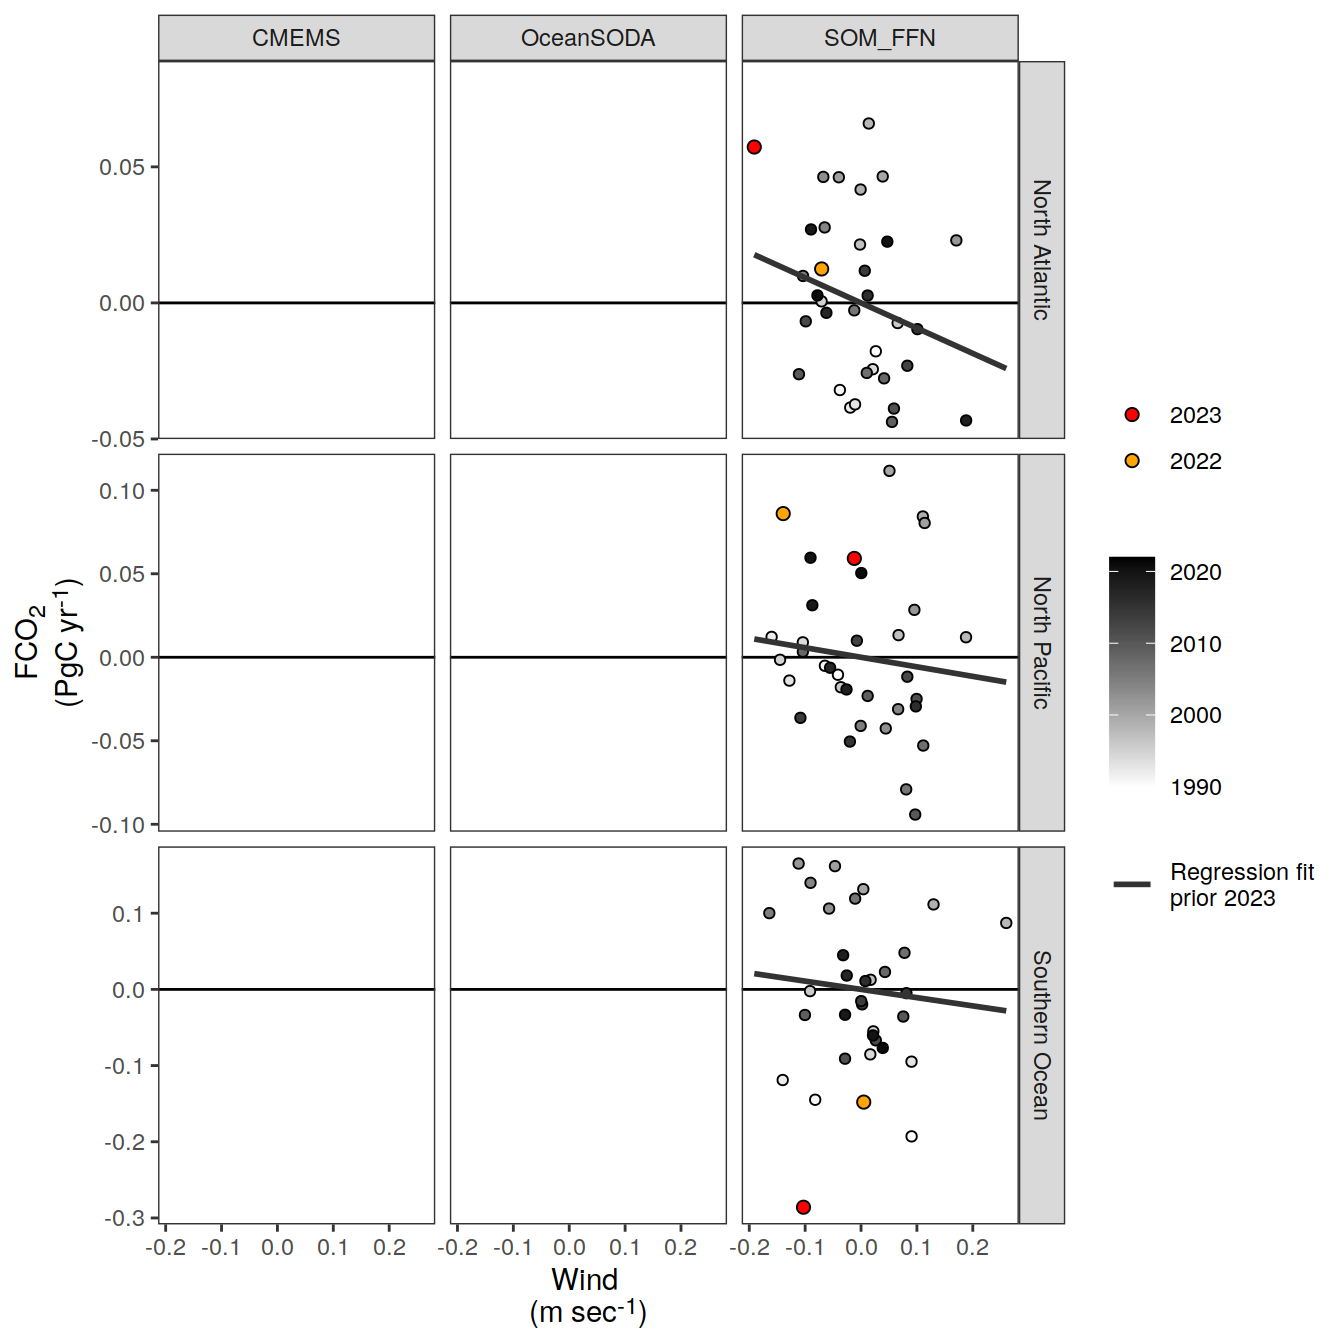 CMEMS OceanSODA SOM_FFN
0.05
0.00
-0.05
North Atlantic
0.10
0.05
0.00
-0.05
-0.10
North Pacific
0.1
0.0
-0.1
-0.2
-0.3
Southern Ocean
-0.2 -0.1 0.0 0.1 0.2 -0.2 -0.1 0.0 0.1 0.2 -0.2 -0.1 0.0 0.1 0.2
Wind
(m sec-1)
FCO2
(PgC yr-1)
2023
2022
2020
2010
2000
1990
Regression fit
prior 2023